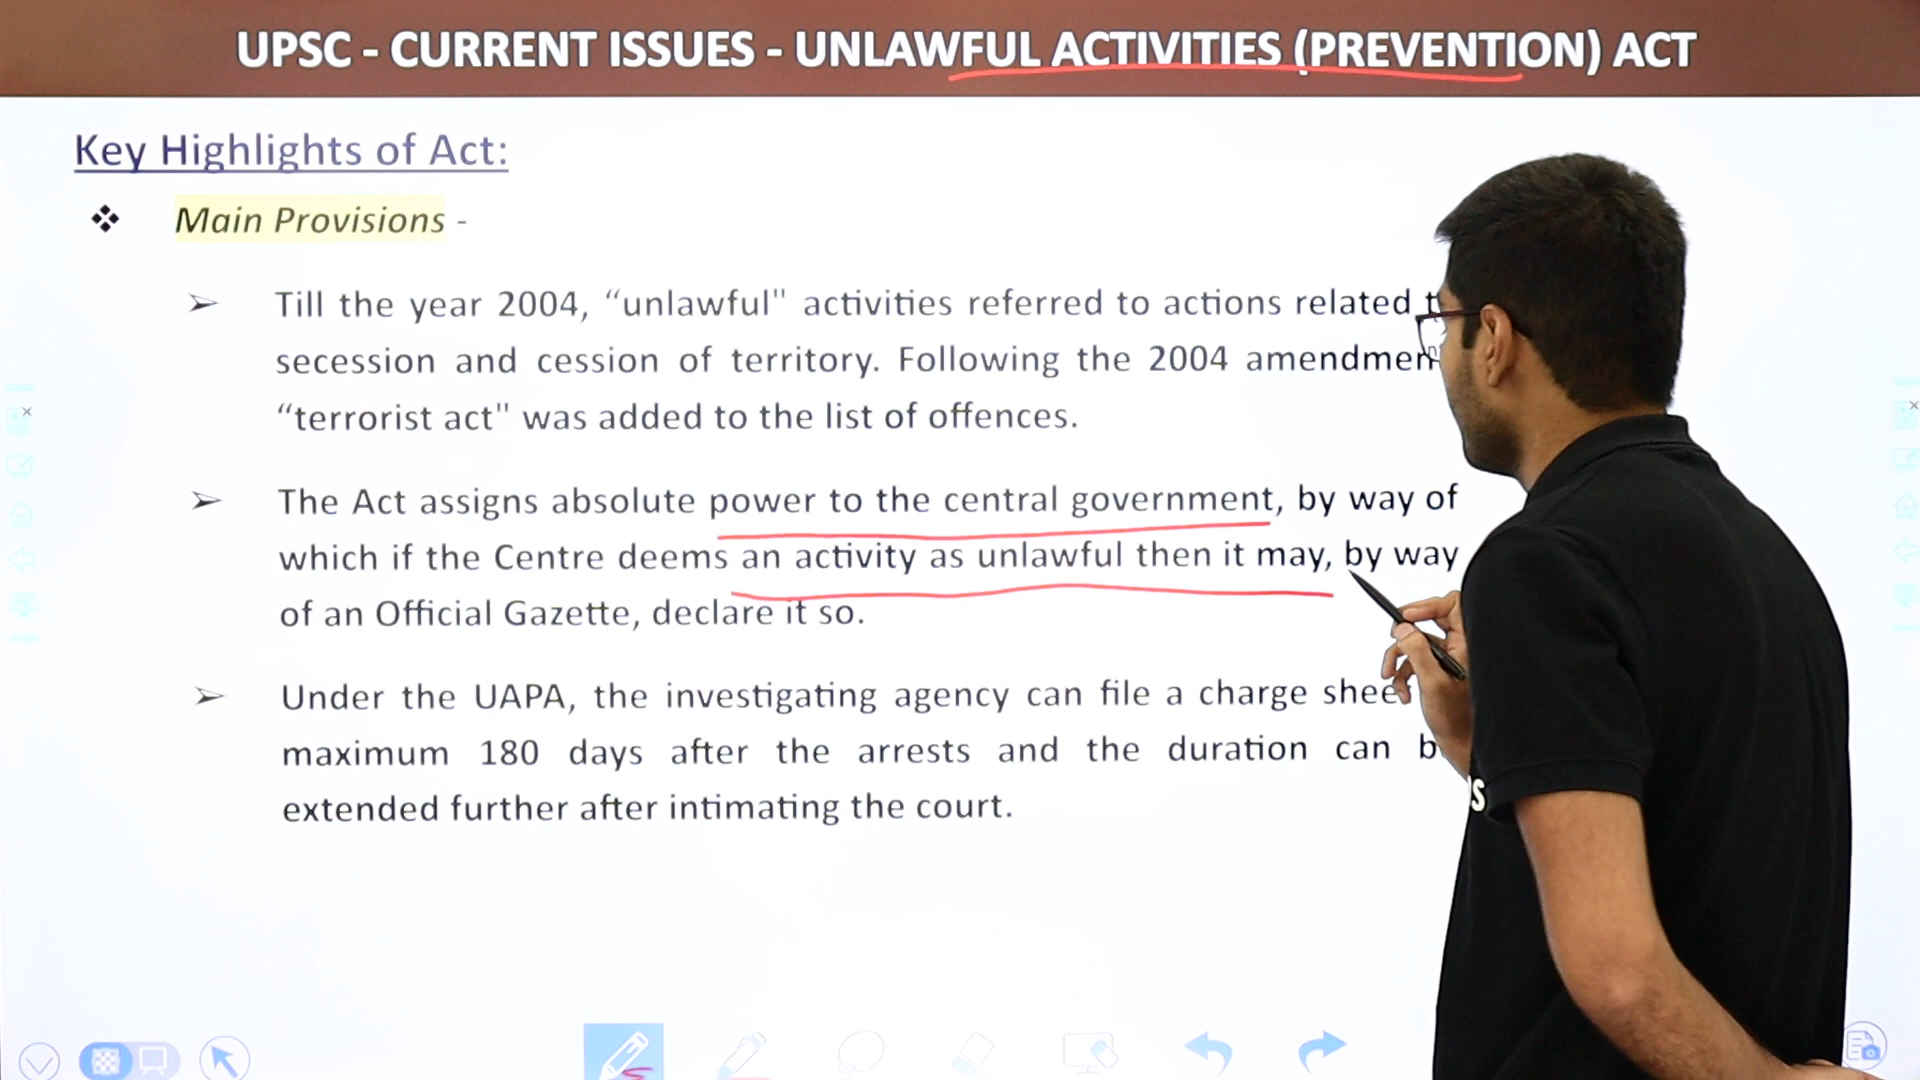 UPSC - CURRENT ISSUES - UNLAWFUL ACTIVITIES (PREVENTION) ACT
Key Highlights of Act:
Main Provisions -
Till the year 2004, “unlawful" activities referred to actions related
secession and cession of territory. Following the 2004
“terrorist act" was added to the list of offences.
The Act assigns absolute power to the central government, by way of
which if the Centre deems an activity as unlawful then it may, by way
of an Official Gazette, declare it so.
Under the UAPA, the investigating agency can file a charge
maximum 180 days after the arrests and the duration can
extended further after intimating the court.